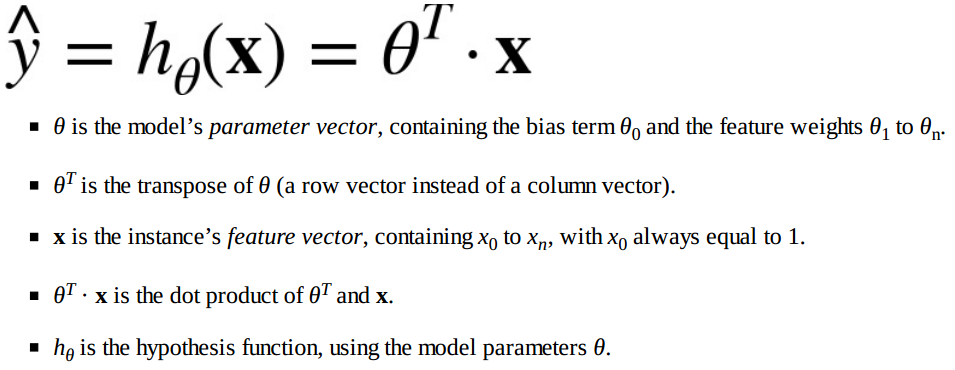 ŷ = hθ(x) = θᵀ · x
▪ θ is the model’s parameter vector, containing the bias term θ₀ and the feature weights θ₁ to θₙ.
▪ θᵀ is the transpose of θ (a row vector instead of a column vector).
▪ x is the instance’s feature vector, containing x₀ to xₙ, with x₀ always equal to 1.
▪ θᵀ · x is the dot product of θᵀ and x.
▪ hθ is the hypothesis function, using the model parameters θ.